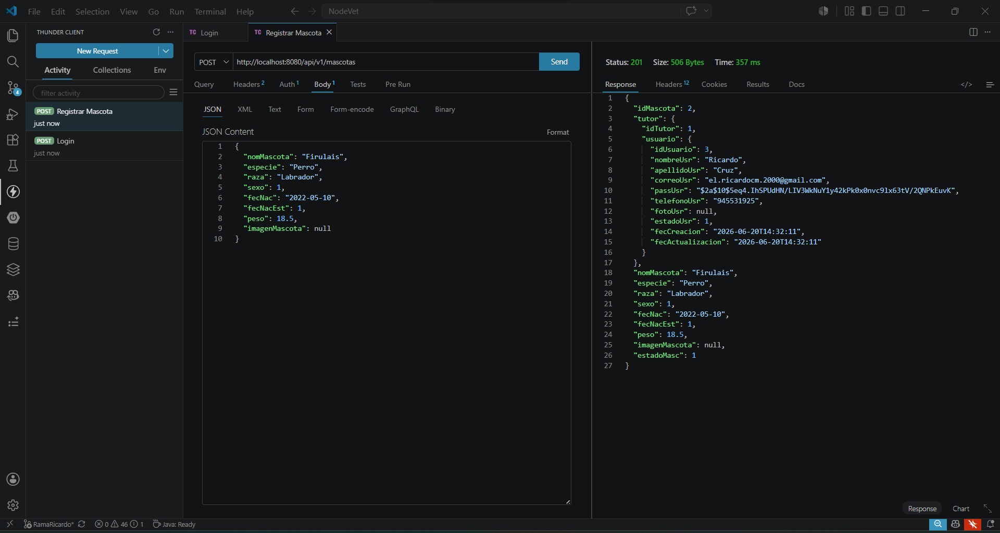 File Edit Selection View Go Run Terminal Help
NodeVet
THUNDER CLIENT
New Request
Activity Collections Env
filter activity
POST Registrar Mascota
just now
POST Login
just now
TC Login
TC Registrar Mascota
POST http://localhost:8080/api/v1/mascotas Send
Query Headers 2 Auth 1 Body 1 Tests Pre Run
JSON XML Text Form Form-encode GraphQL Binary
JSON Content Format
1 {
2 "nomMascota": "Firulais",
3 "especie": "Perro",
4 "raza": "Labrador",
5 "sexo": 1,
6 "fecNac": "2022-05-10",
7 "fecNacEst": 1,
8 "peso": 18.5,
9 "imagenMascota": null
10 }
Status: 201 Size: 506 Bytes Time: 357 ms
Response Headers 12 Cookies Results Docs </>
1 {
2 "idMascota": 2,
3 "tutor": {
4 "idTutor": 1,
5 "usuario": {
6 "idUsuario": 3,
7 "nombreUsr": "Ricardo",
8 "apellidoUsr": "Cruz",
9 "correoUsr": "el.ricardocm.2000@gmail.com",
10 "passUsr": "$2a$10$5eq4.IhSPUdHN/LIV3WkNuY1y42kPk0x0nvc9lx63tV/2QNPkEuvK",
11 "telefonoUsr": "945531925",
12 "fotoUsr": null,
13 "estadoUsr": 1,
14 "fecCreacion": "2026-06-20T14:32:11",
15 "fecActualizacion": "2026-06-20T14:32:11"
16 }
17 },
18 "nomMascota": "Firulais",
19 "especie": "Perro",
20 "raza": "Labrador",
21 "sexo": 1,
22 "fecNac": "2022-05-10",
23 "fecNacEst": 1,
24 "peso": 18.5,
25 "imagenMascota": null,
26 "estadoMasc": 1
27 }
Response Chart
4
RamaRicardo* 0 46 1 Java: Ready